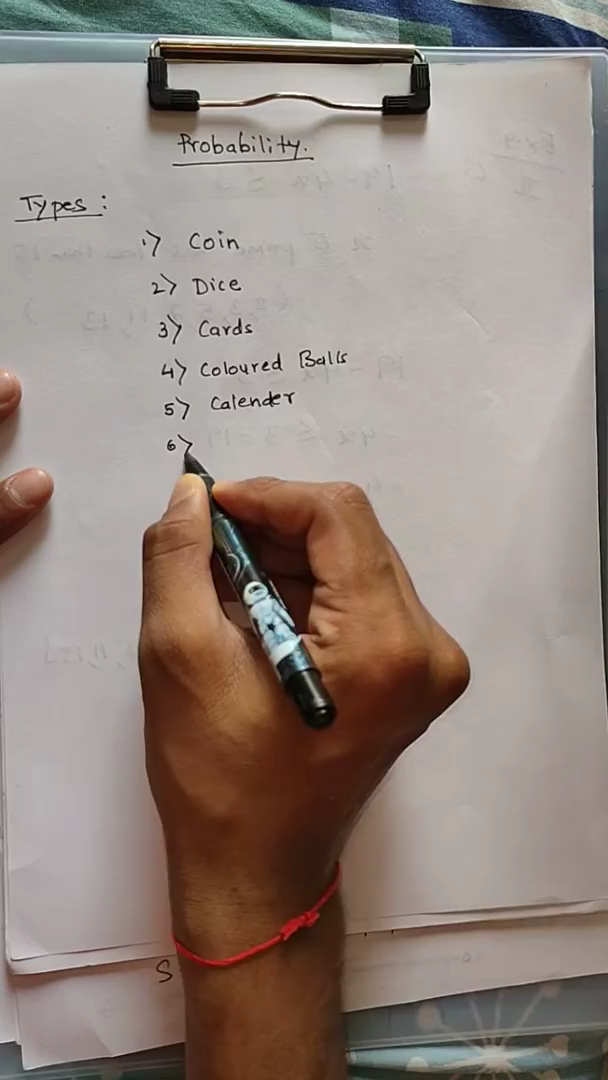 Probability.
Types :
1) Coin
2) Dice
3) Cards
4) Coloured Balls
5) Calender
6)
S